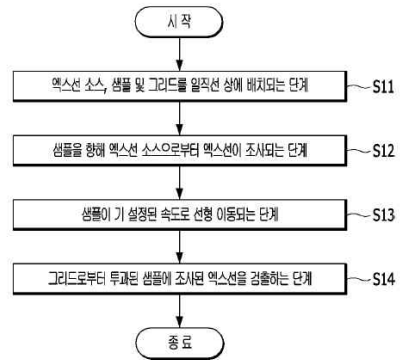 시 작
엑스선 소스, 샘플 및 그리드를 일직선 상에 배치되는 단계
S11
샘플을 향해 엑스선 소스으로부터 엑스선이 조사되는 단계
S12
샘플이 기 설정된 속도로 선형 이동되는 단계
S13
그리드로부터 투과된 샘플에 조사된 엑스선을 검출하는 단계
S14
종 료